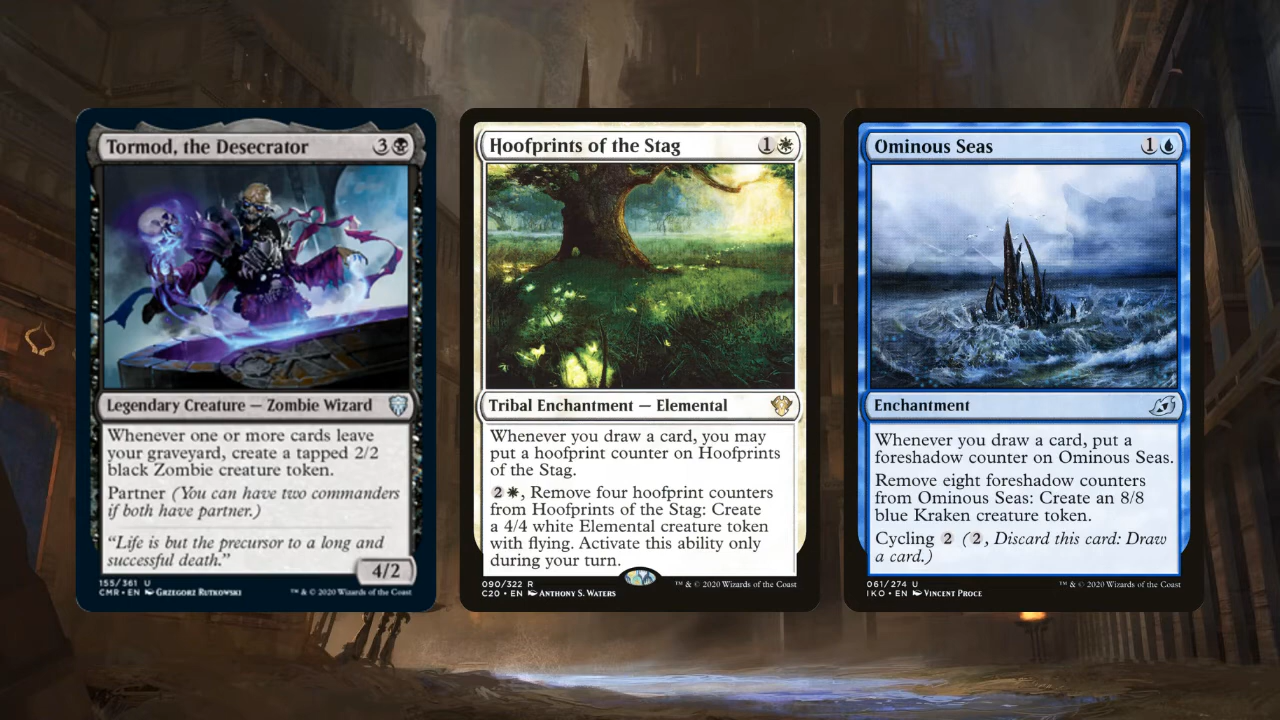 Tormod, the Desecrator 3
Legendary Creature — Zombie Wizard
Whenever one or more cards leave
your graveyard, create a tapped 2/2
black Zombie creature token.
Partner (You can have two commanders
if both have partner.)
“Life is but the precursor to a long and
successful death.”
4/2
155/361 U
CMR • EN Grzegorz Rutkowski
™ & © 2020 Wizards of the Coast
Hoofprints of the Stag 1
Tribal Enchantment — Elemental
Whenever you draw a card, you may
put a hoofprint counter on Hoofprints
of the Stag.
2, Remove four hoofprint counters
from Hoofprints of the Stag: Create
a 4/4 white Elemental creature token
with flying. Activate this ability only
during your turn.
090/322 R
C20 • EN Anthony S. Waters
™ & © 2020 Wizards of the Coast
Ominous Seas 1
Enchantment
Whenever you draw a card, put a
foreshadow counter on Ominous Seas.
Remove eight foreshadow counters
from Ominous Seas: Create an 8/8
blue Kraken creature token.
Cycling 2 (2, Discard this card: Draw
a card.)
061/274 U
IKO • EN Vincent Proce
™ & © 2020 Wizards of the Coast